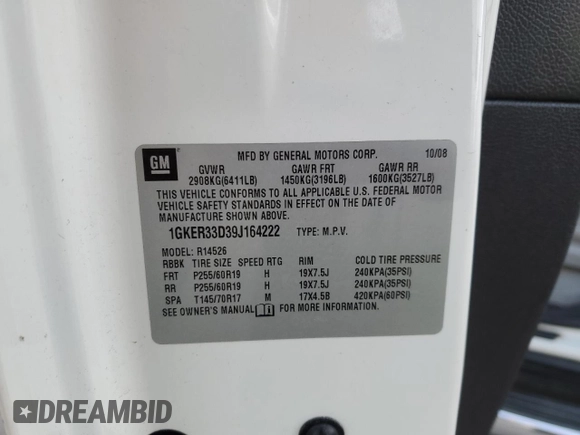 GM
MFD BY GENERAL MOTORS CORP. 10/08
GVWR GAWR FRT GAWR RR
2908KG(6411LB) 1450KG(3196LB) 1600KG(3527LB)
THIS VEHICLE CONFORMS TO ALL APPLICABLE U.S. FEDERAL MOTOR
VEHICLE SAFETY STANDARDS IN EFFECT ON THE DATE OF
MANUFACTURE SHOWN ABOVE.
1GKER33D39J164222 TYPE: M.P.V.
MODEL: R14526
RBBK TIRE SIZE SPEED RTG RIM COLD TIRE PRESSURE
FRT P255/60R19 H 19X7.5J 240KPA(35PSI)
RR P255/60R19 H 19X7.5J 240KPA(35PSI)
SPA T145/70R17 M 17X4.5B 420KPA(60PSI)
SEE OWNER'S MANUAL FOR MORE INFORMATION.
DREAMBID